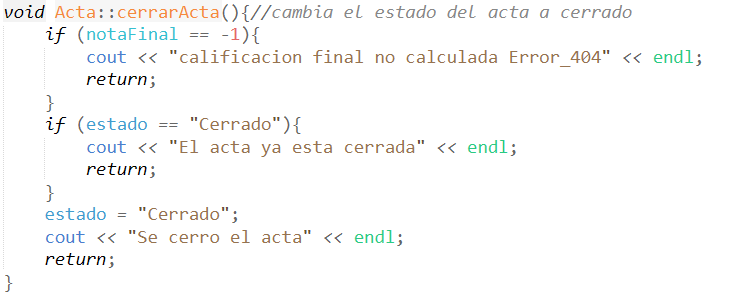 void Acta::cerrarActa(){//cambia el estado del acta a cerrado
    if (notaFinal == -1){
        cout << "calificacion final no calculada Error_404" << endl;
        return;
    }
    if (estado == "Cerrado"){
        cout << "El acta ya esta cerrada" << endl;
        return;
    }
    estado = "Cerrado";
    cout << "Se cerro el acta" << endl;
    return;
}